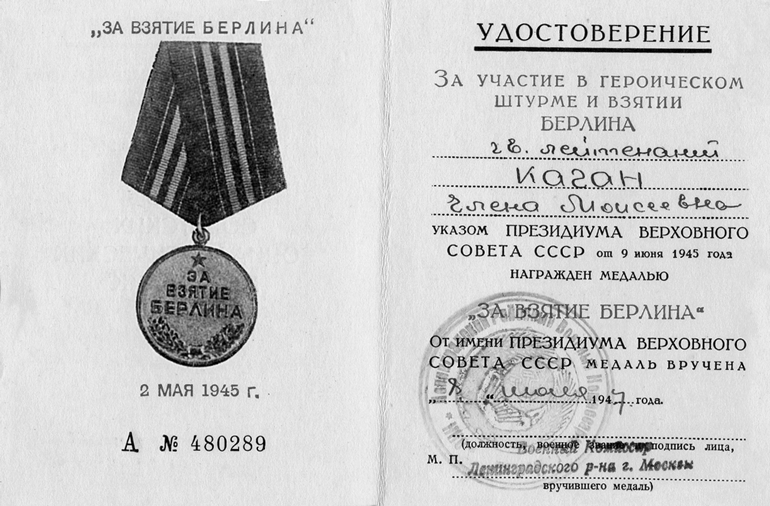 „ЗА ВЗЯТИЕ БЕРЛИНА“
ЗА
ВЗЯТИЕ
БЕРЛИНА
2 МАЯ 1945 г.
А № 480289
УДОСТОВЕРЕНИЕ
ЗА УЧАСТИЕ В ГЕРОИЧЕСКОМ
ШТУРМЕ И ВЗЯТИИ
БЕРЛИНА
гв. лейтенант
Каган
Елена Моисеевна
УКАЗОМ ПРЕЗИДИУМА ВЕРХОВНОГО
СОВЕТА СССР от 9 июня 1945 года
НАГРАЖДЕН МЕДАЛЬЮ
„ЗА ВЗЯТИЕ БЕРЛИНА“
От имени ПРЕЗИДИУМА ВЕРХОВНОГО
СОВЕТА СССР МЕДАЛЬ ВРУЧЕНА
„8“ 1947 года.
(должность, военное звание и подпись лица,
Военный Комиссар
М. П.
Ленинградского р-на г. Москвы
вручившего медаль)